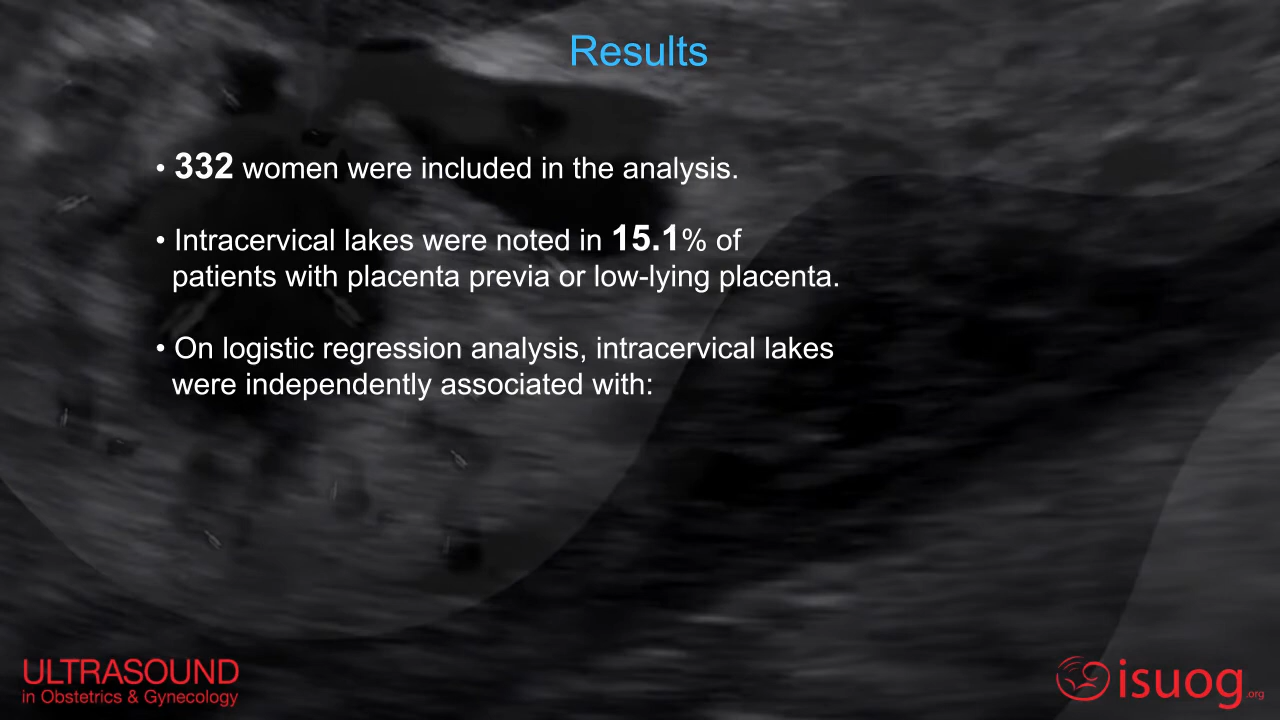 Results
• 332 women were included in the analysis.
• Intracervical lakes were noted in 15.1% of
patients with placenta previa or low-lying placenta.
• On logistic regression analysis, intracervical lakes
were independently associated with:
ULTRASOUND
in Obstetrics & Gynecology
isuog.org